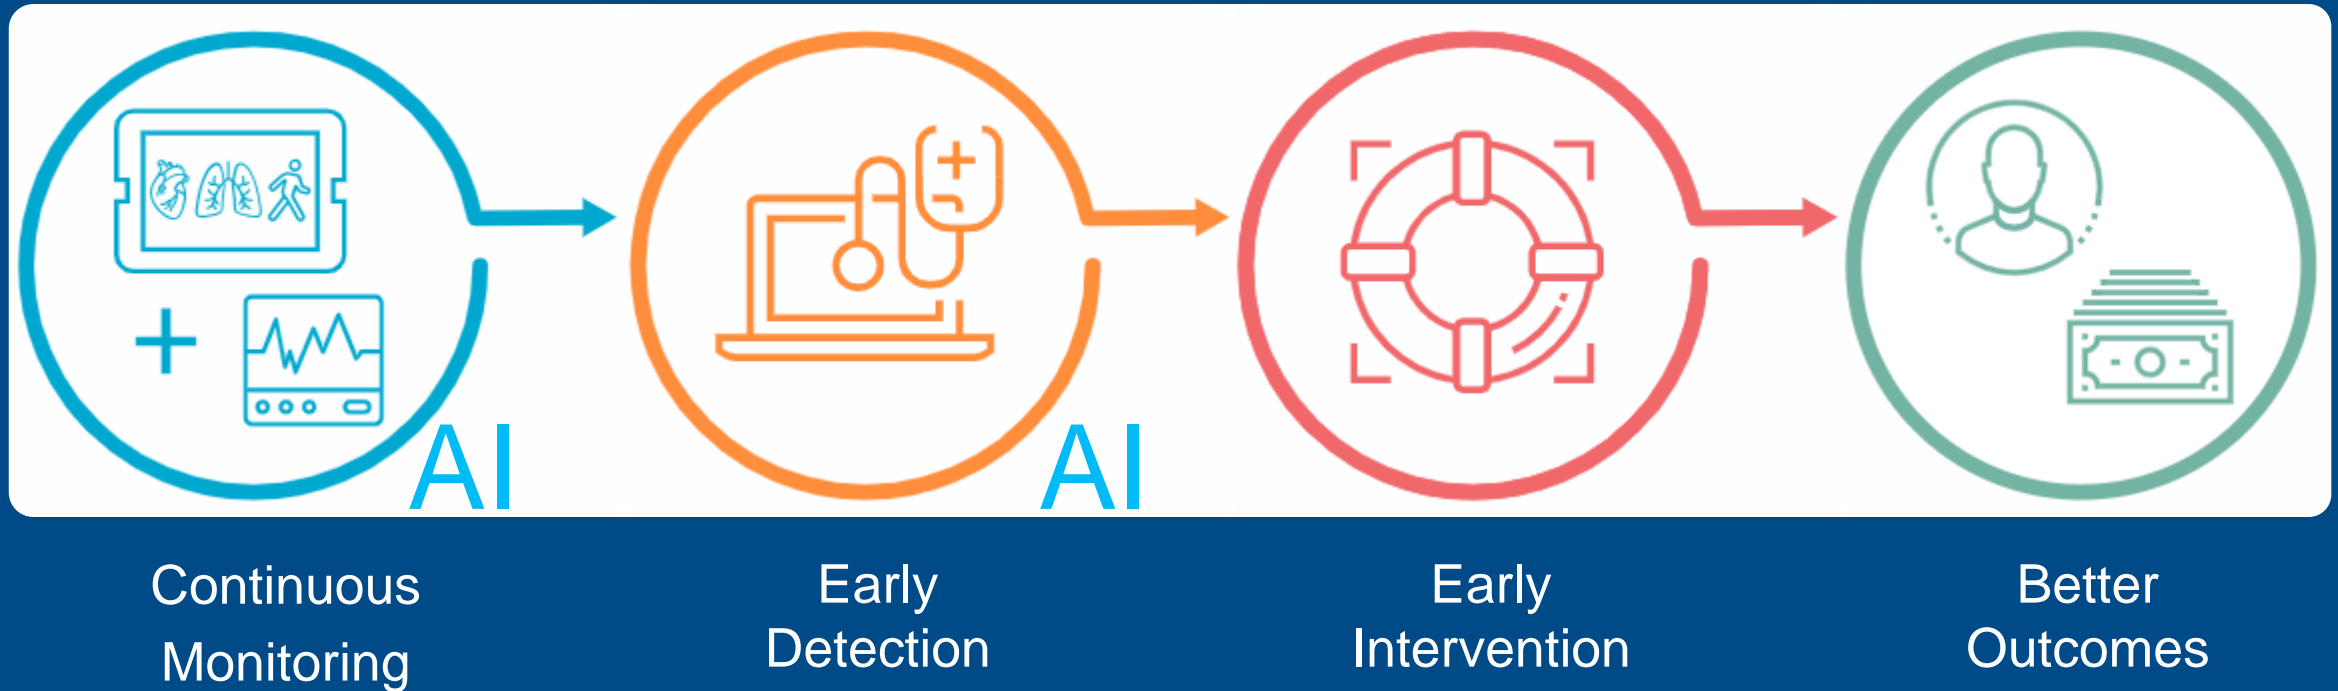 AI
AI
Continuous
Monitoring
Early
Detection
Early
Intervention
Better
Outcomes